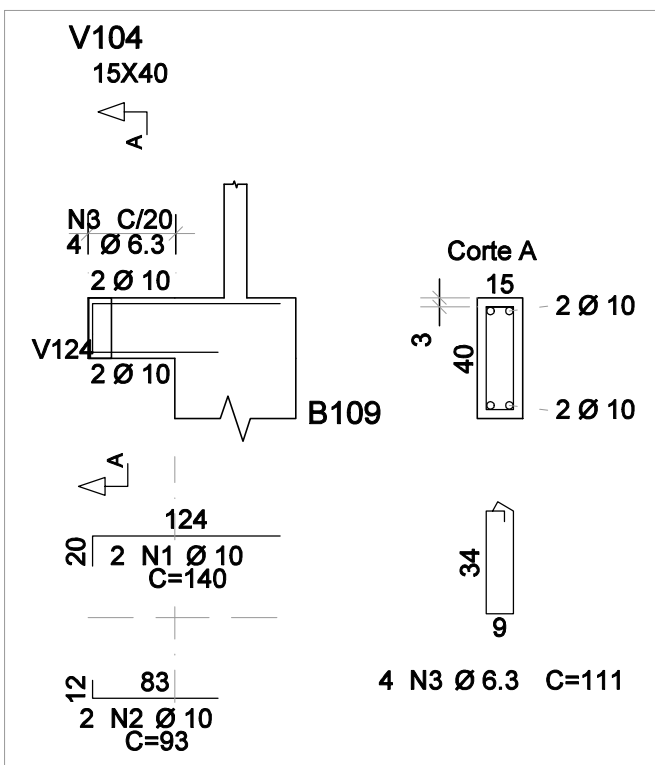 V104
15X40
A
N3 C/20
4 Ø 6.3
2 Ø 10
V124
2 Ø 10
B109
A
Corte A
15
2 Ø 10
3
40
2 Ø 10
124
20
2 N1 Ø 10
C=140
34
9
12
83
2 N2 Ø 10
C=93
4 N3 Ø 6.3 C=111